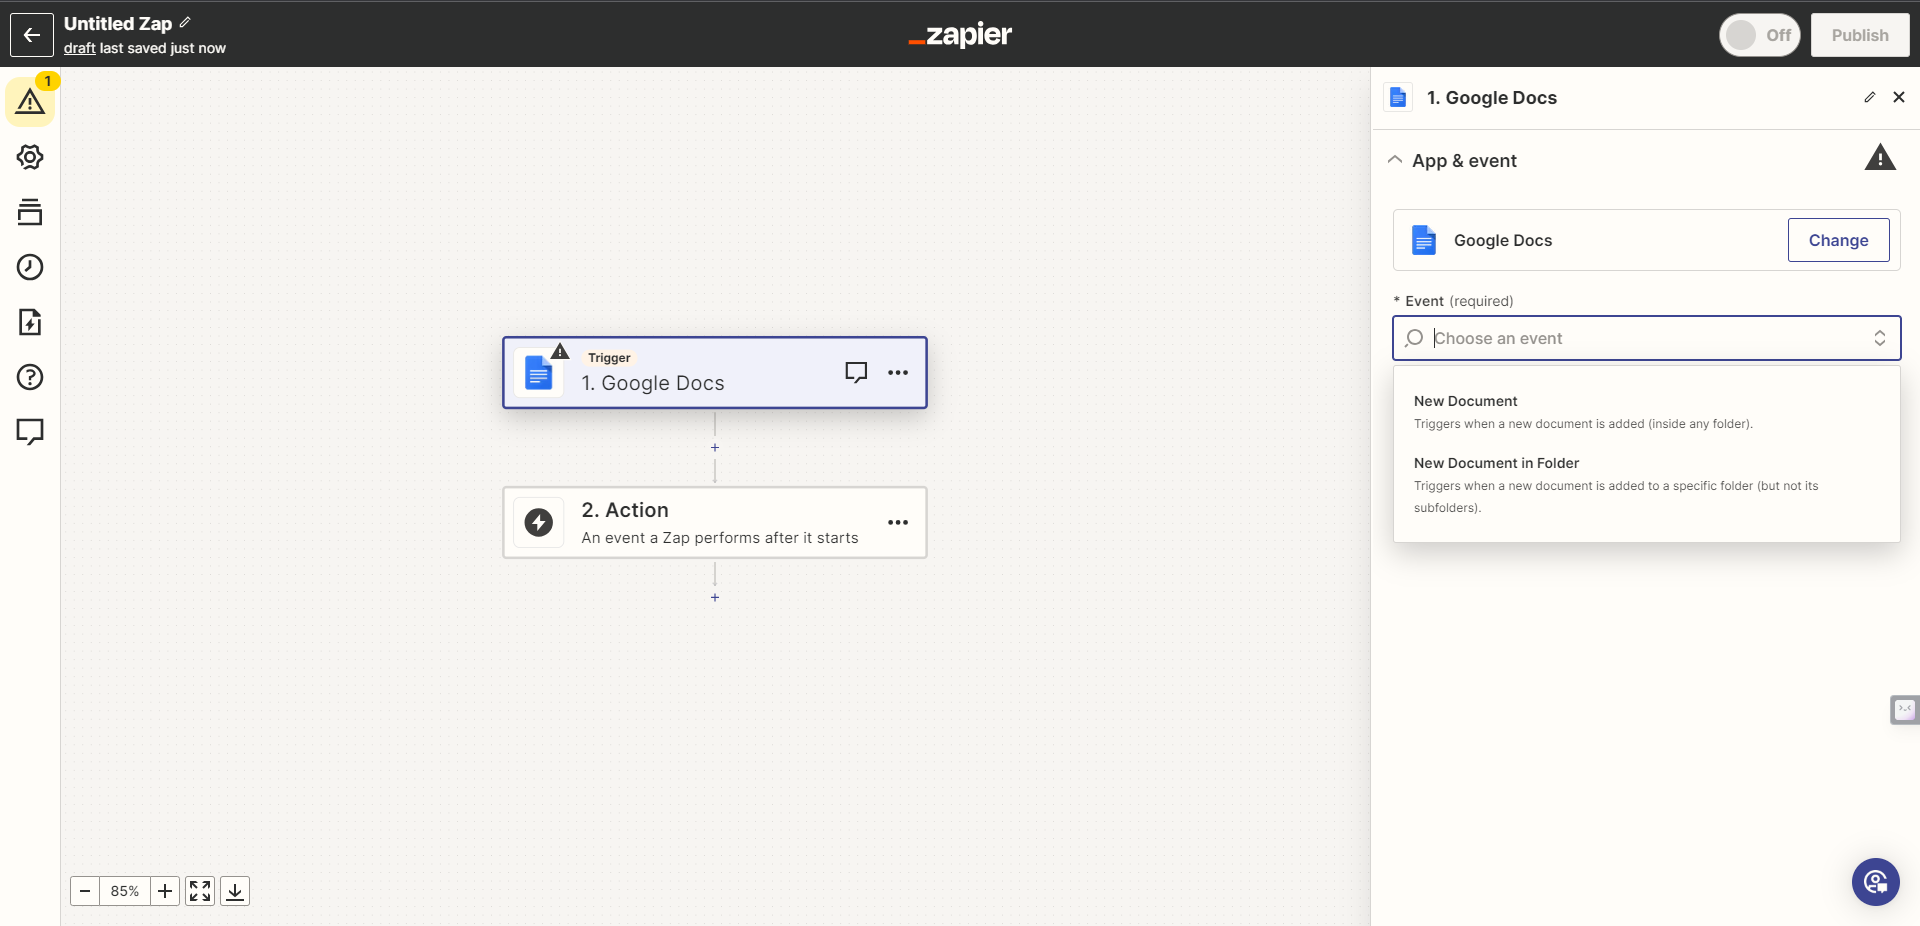 Untitled Zap
draft last saved just now
_zapier
Off
Publish
1
1. Google Docs
App & event
Google Docs
Change
* Event (required)
Choose an event
New Document
Triggers when a new document is added (inside any folder).
New Document in Folder
Triggers when a new document is added to a specific folder (but not its
subfolders).
Trigger
1. Google Docs
2. Action
An event a Zap performs after it starts
85%